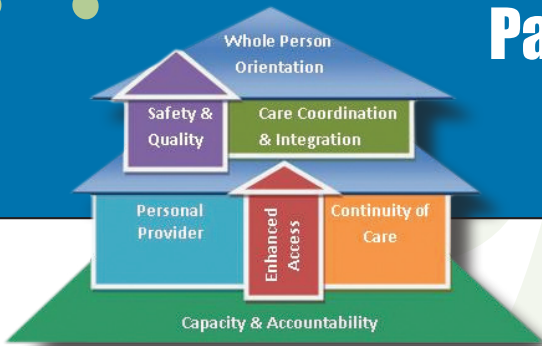 Pa
Whole Person
Orientation
Safety &
Quality
Care Coordination
& Integration
Personal
Provider
Enhanced
Access
Continuity of
Care
Capacity & Accountability